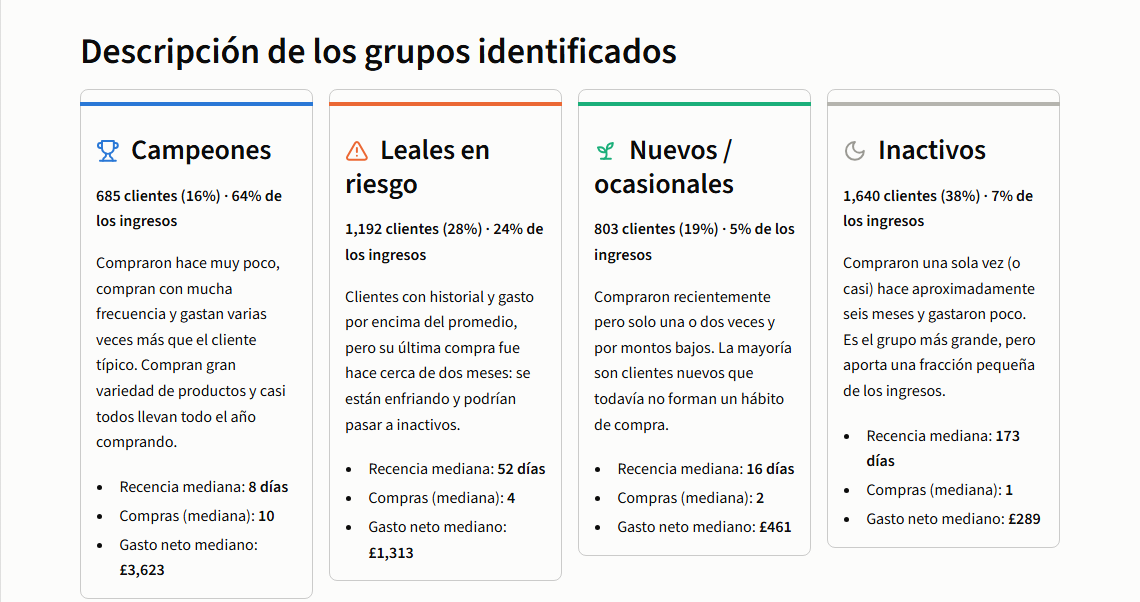 Descripción de los grupos identificados
Campeones
685 clientes (16%) · 64% de
los ingresos
Compraron hace muy poco,
compran con mucha
frecuencia y gastan varias
veces más que el cliente
típico. Compran gran
variedad de productos y casi
todos llevan todo el año
comprando.
• Recencia mediana: 8 días
• Compras (mediana): 10
• Gasto neto mediano:
£3,623
Leales en
riesgo
1,192 clientes (28%) · 24% de
los ingresos
Clientes con historial y gasto
por encima del promedio,
pero su última compra fue
hace cerca de dos meses: se
están enfriando y podrían
pasar a inactivos.
• Recencia mediana: 52 días
• Compras (mediana): 4
• Gasto neto mediano:
£1,313
Nuevos /
ocasionales
803 clientes (19%) · 5% de los
ingresos
Compraron recientemente
pero solo una o dos veces y
por montos bajos. La mayoría
son clientes nuevos que
todavía no forman un hábito
de compra.
• Recencia mediana: 16 días
• Compras (mediana): 2
• Gasto neto mediano: £461
Inactivos
1,640 clientes (38%) · 7% de
los ingresos
Compraron una sola vez (o
casi) hace aproximadamente
seis meses y gastaron poco.
Es el grupo más grande, pero
aporta una fracción pequeña
de los ingresos.
• Recencia mediana: 173
días
• Compras (mediana): 1
• Gasto neto mediano: £289